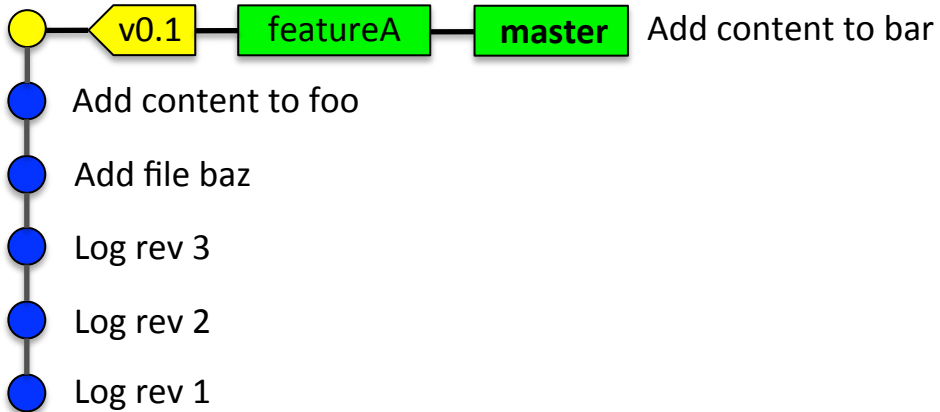 v0.1 featureA master Add content to bar
Add content to foo
Add file baz
Log rev 3
Log rev 2
Log rev 1